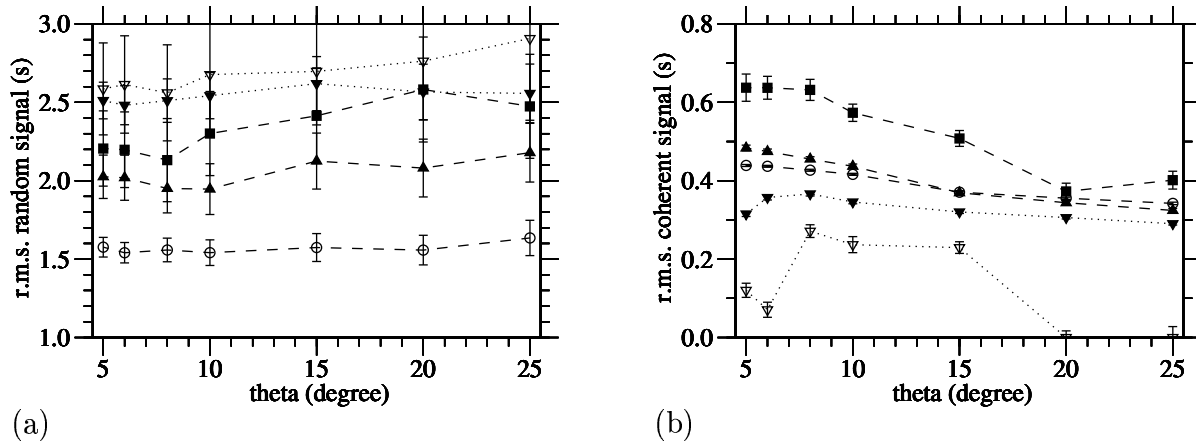 3.0
2.5
2.0
1.5
1.0
r.m.s. random signal (s)
5 10 15 20 25
theta (degree)
(a)
0.8
0.6
0.4
0.2
0.0
r.m.s. coherent signal (s)
5 10 15 20 25
theta (degree)
(b)